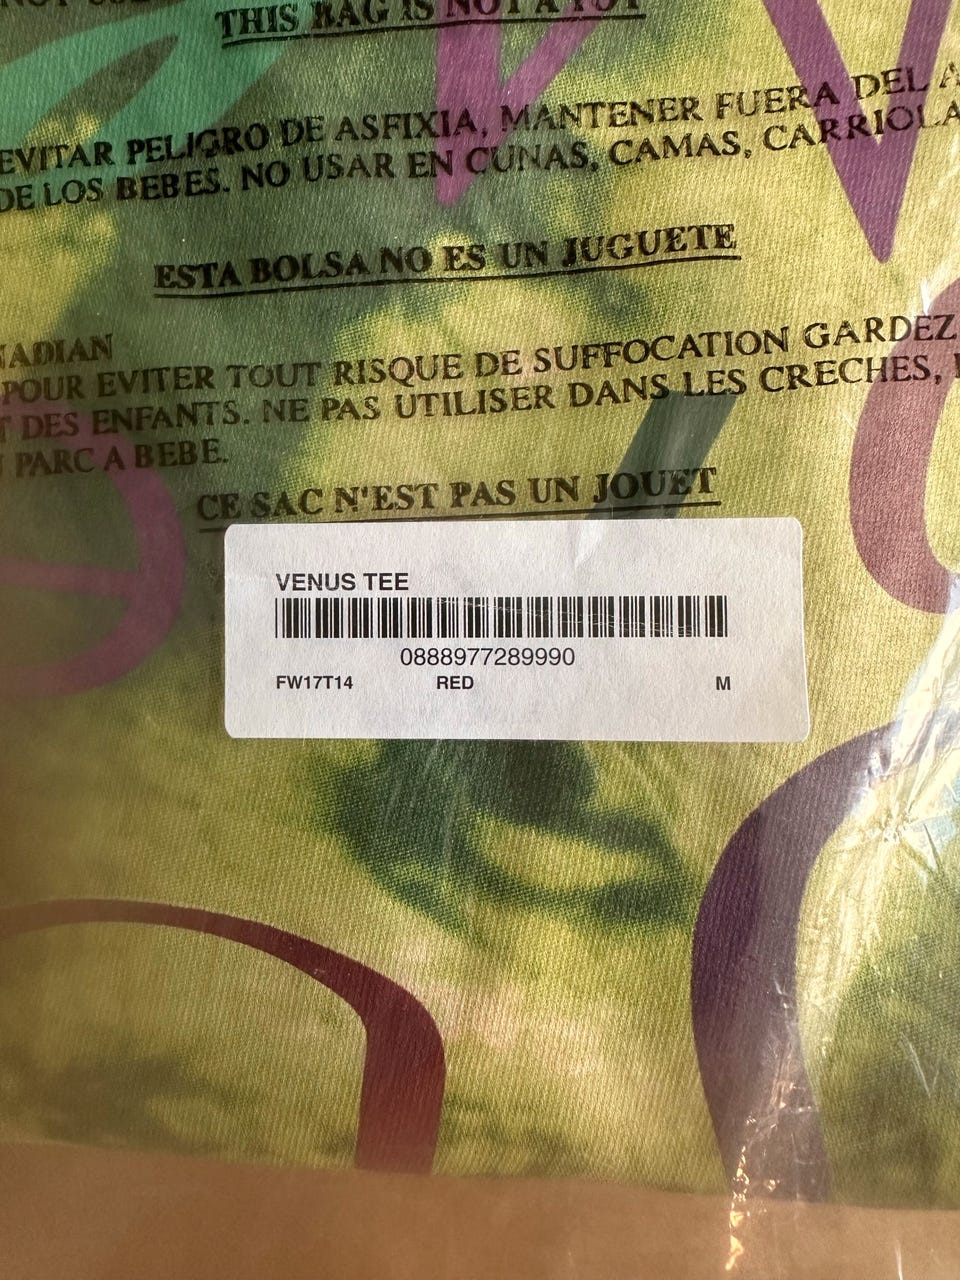 THIS BAG IS NOT A TOY
EVITAR PELIGRO DE ASFIXIA, MANTENER FUERA DEL
DE LOS BEBES. NO USAR EN CUNAS, CAMAS, CARRIOLA
ESTA BOLSA NO ES UN JUGUETE
NADIAN
POUR EVITER TOUT RISQUE DE SUFFOCATION GARDEZ
T DES ENFANTS. NE PAS UTILISER DANS LES CRECHES,
PARC A BEBE.
CE SAC N'EST PAS UN JOUET
VENUS TEE
0888977289990
FW17T14 RED M